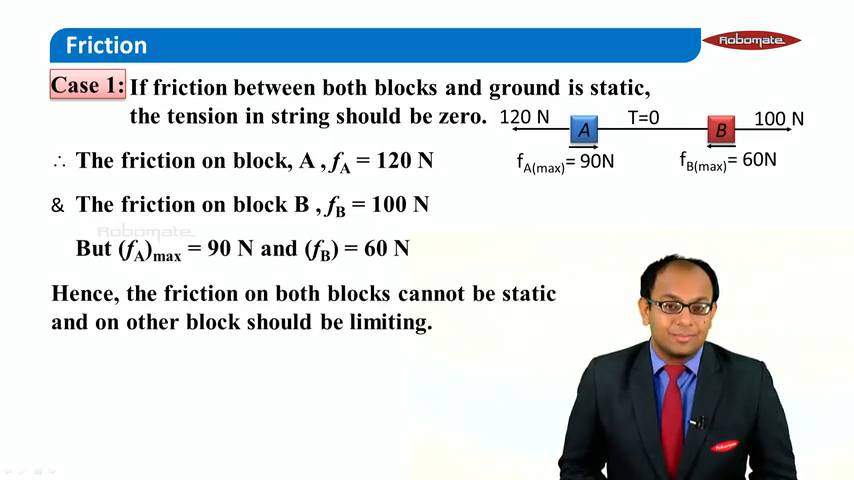 Friction
Robomate
Case 1: If friction between both blocks and ground is static,
the tension in string should be zero.
120 N A T=0 B 100 N
fA(max)= 90N fB(max)= 60N
∴ The friction on block, A , fA = 120 N
& The friction on block B , fB = 100 N
Robomate
But (fA)max = 90 N and (fB) = 60 N
Hence, the friction on both blocks cannot be static
and on other block should be limiting.
Robomate